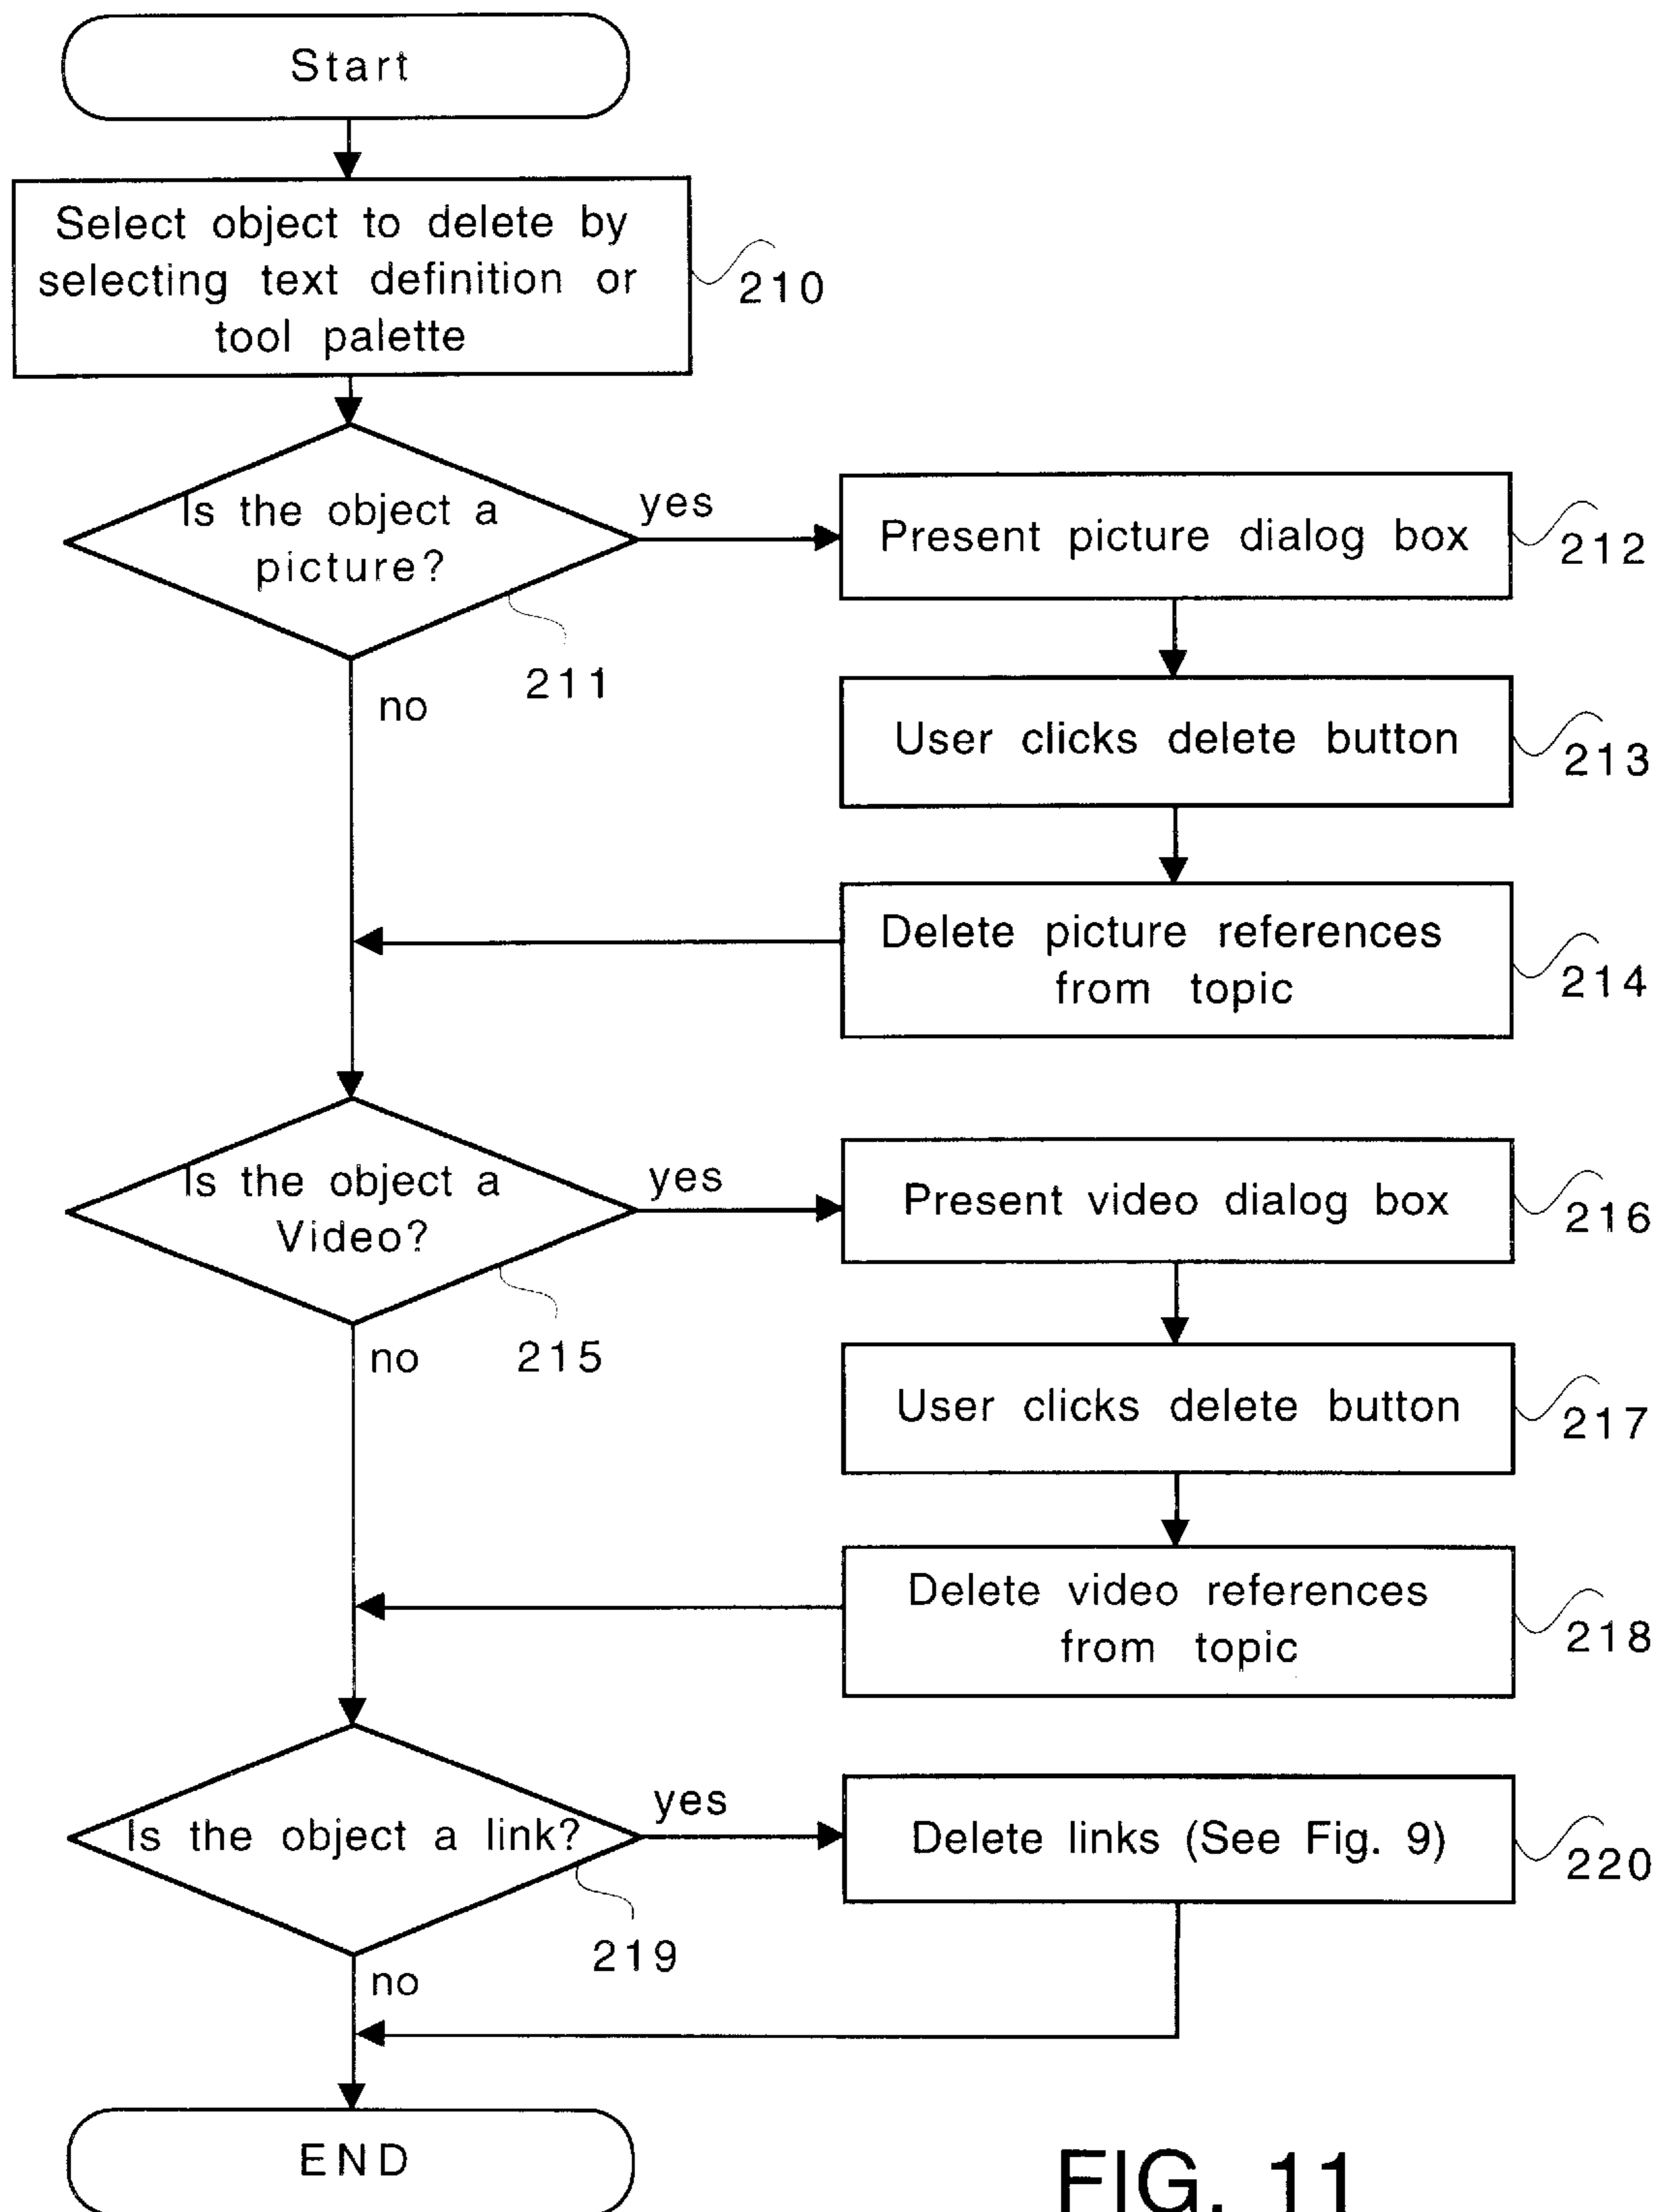 Start
Select object to delete by
selecting text definition or
tool palette
210
Is the object a
picture?
yes
211
no
Present picture dialog box
212
User clicks delete button
213
Delete picture references
from topic
214
Is the object a
Video?
yes
215
no
Present video dialog box
216
User clicks delete button
217
Delete video references
from topic
218
Is the object a link?
yes
219
no
Delete links (See Fig. 9)
220
END
FIG. 11